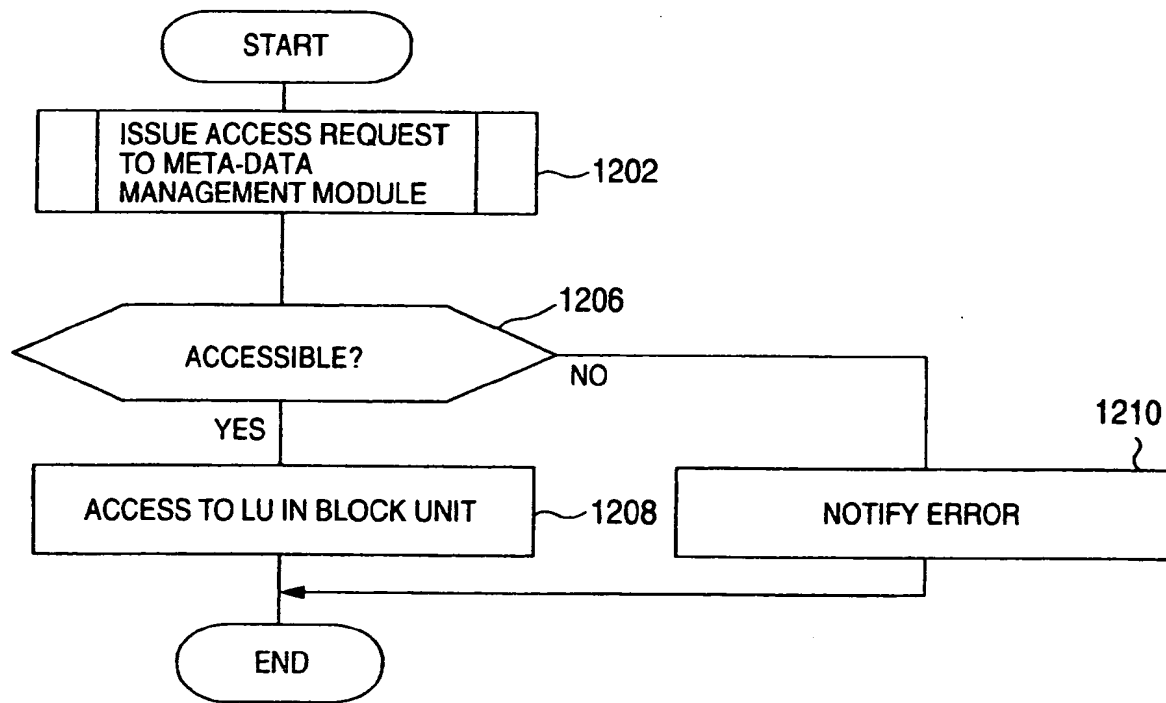 START
ISSUE ACCESS REQUEST
TO META-DATA
MANAGEMENT MODULE
1202
1206
ACCESSIBLE?
NO
YES
1210
ACCESS TO LU IN BLOCK UNIT
1208
NOTIFY ERROR
END